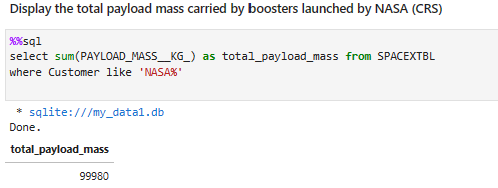 Display the total payload mass carried by boosters launched by NASA (CRS)
%%sql
select sum(PAYLOAD_MASS__KG_) as total_payload_mass from SPACEXTBL
where Customer like 'NASA%'
* sqlite:///my_data1.db
Done.
total_payload_mass
99980